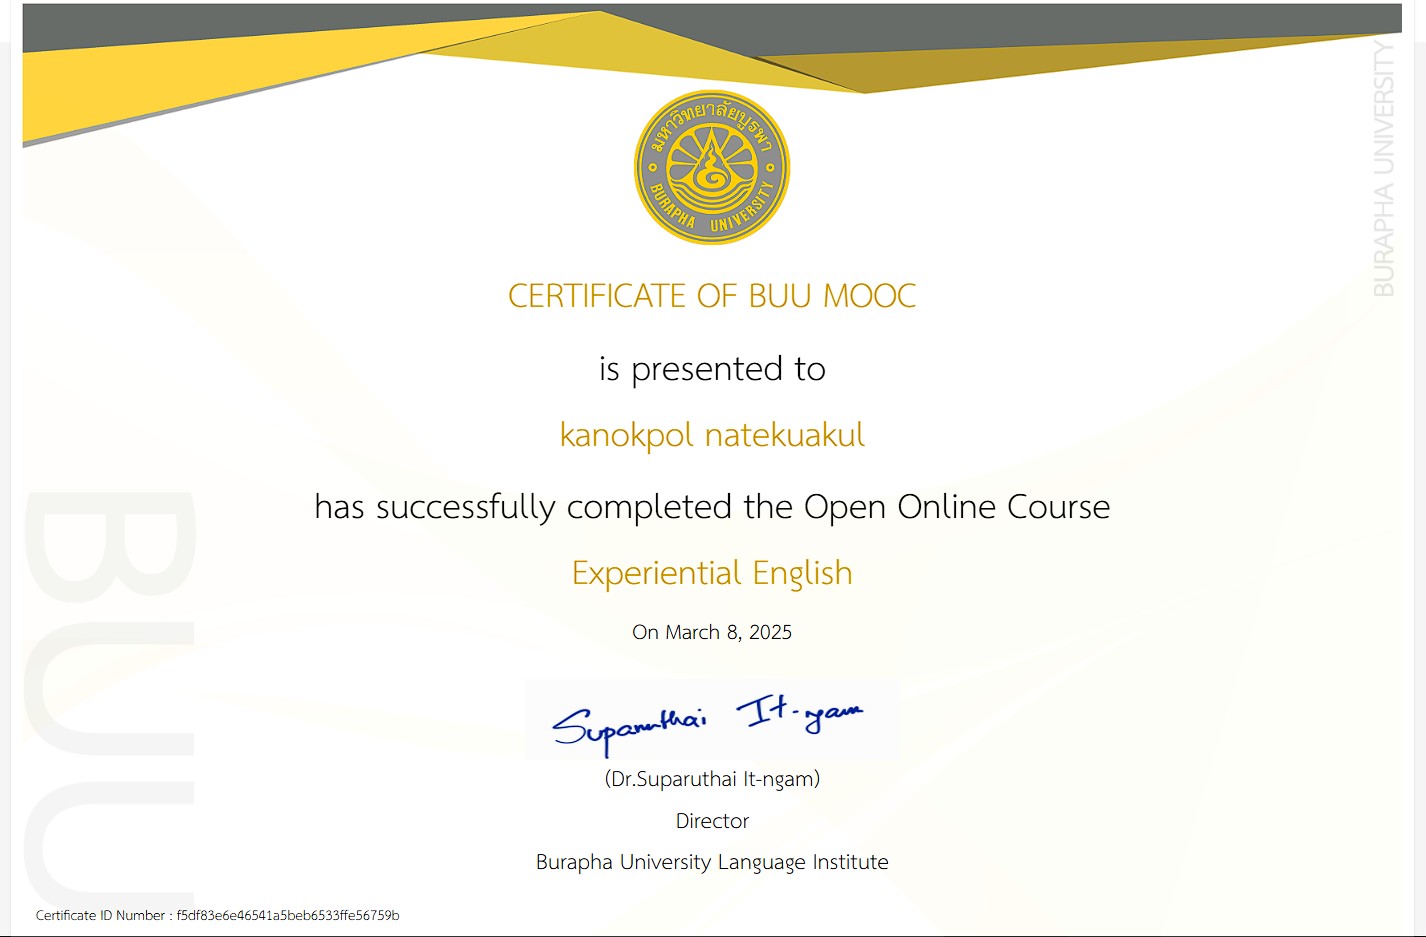 มหาวิทยาลัยบูรพา
BURAPHA UNIVERSITY
BURAPHA UNIVERSITY
CERTIFICATE OF BUU MOOC
is presented to
kanokpol natekuakul
has successfully completed the Open Online Course
Experiential English
On March 8, 2025
Suparuthai It-ngam
(Dr.Suparuthai It-ngam)
Director
Burapha University Language Institute
BUU
Certificate ID Number : f5df83e6e46541a5beb6533ffe56759b